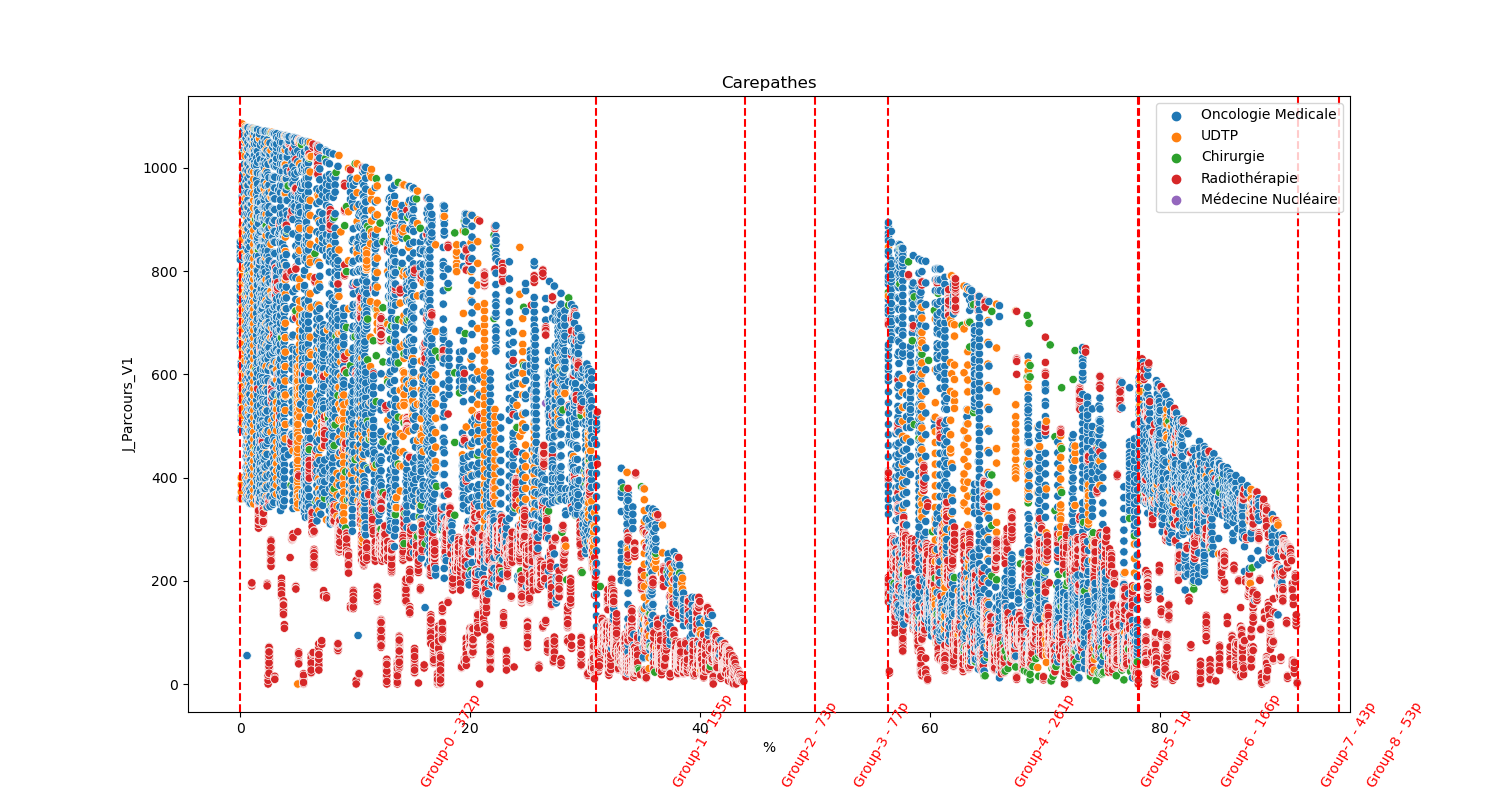 Carepathes
Oncologie Medicale
UDTP
Chirurgie
Radiothérapie
Médecine Nucléaire
J_Parcours_V1
1000
800
600
400
200
0
0
20
40
60
80
%
Group-0 - 372p
Group-1 - 155p
Group-2 - 73p
Group-3 - 77p
Group-4 - 261p
Group-5 - 1p
Group-6 - 166p
Group-7 - 43p
Group-8 - 53p